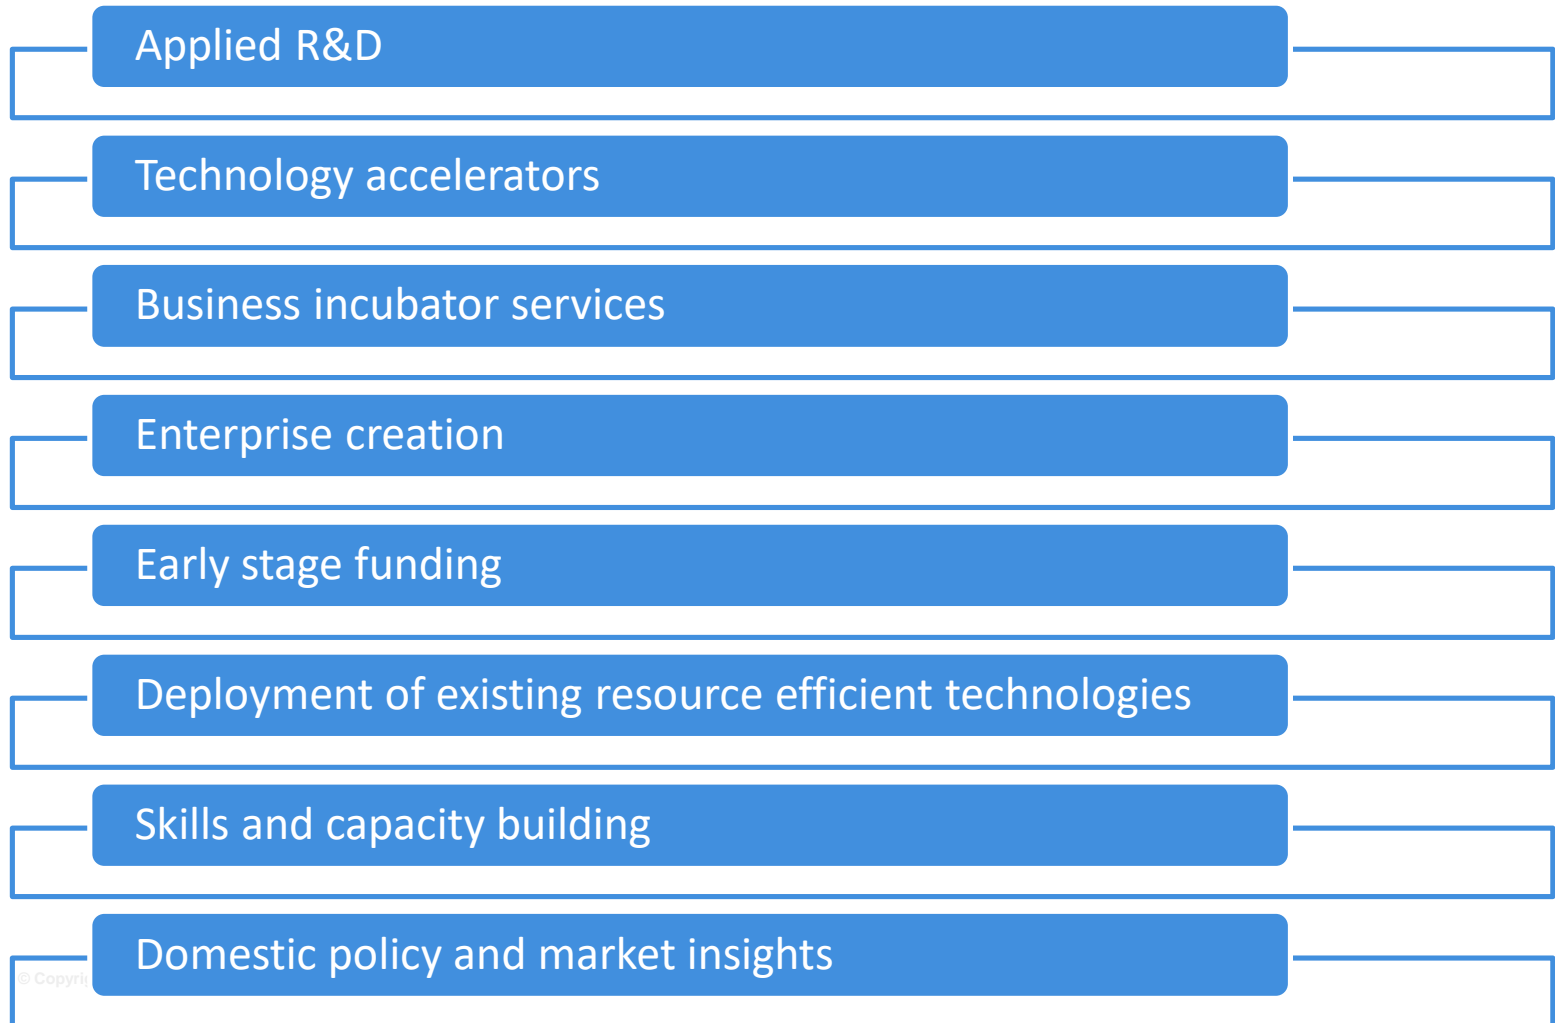 Applied R&D
Technology accelerators
Business incubator services
Enterprise creation
Early stage funding
Deployment of existing resource efficient technologies
Skills and capacity building
Domestic policy and market insights
©